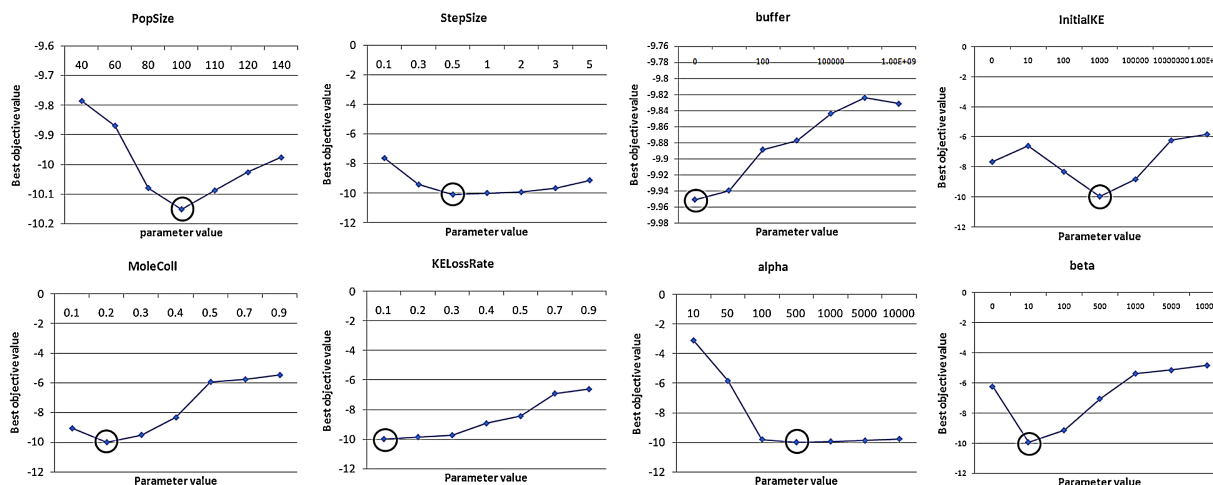 PopSize
-9.6
-9.7
-9.8
-9.9
-10
-10.1
-10.2
40 60 80 100 110 120 140
Best objective value
parameter value
StepSize
0
-2
-4
-6
-8
-10
-12
0.1 0.3 0.5 1 2 3 5
Best objective value
Parameter value
buffer
-9.76
-9.78
-9.8
-9.82
-9.84
-9.86
-9.88
-9.9
-9.92
-9.94
-9.96
-9.98
0 100 100000 1.00E+09
Best objective value
Parameter value
InitialKE
0
-2
-4
-6
-8
-10
-12
0 10 100 1000 100000 10000000 1.00E+
Best objective value
Parameter value
MoleColl
0
-2
-4
-6
-8
-10
-12
0.1 0.2 0.3 0.4 0.5 0.7 0.9
Best objective value
Parameter value
KELossRate
0
-2
-4
-6
-8
-10
-12
0.1 0.2 0.3 0.4 0.5 0.7 0.9
Best objective value
Parameter value
alpha
0
-2
-4
-6
-8
-10
-12
10 50 100 500 1000 5000 10000
Best objective value
Parameter value
beta
0
-2
-4
-6
-8
-10
-12
0 10 100 500 1000 5000
Best objective value
Parameter value